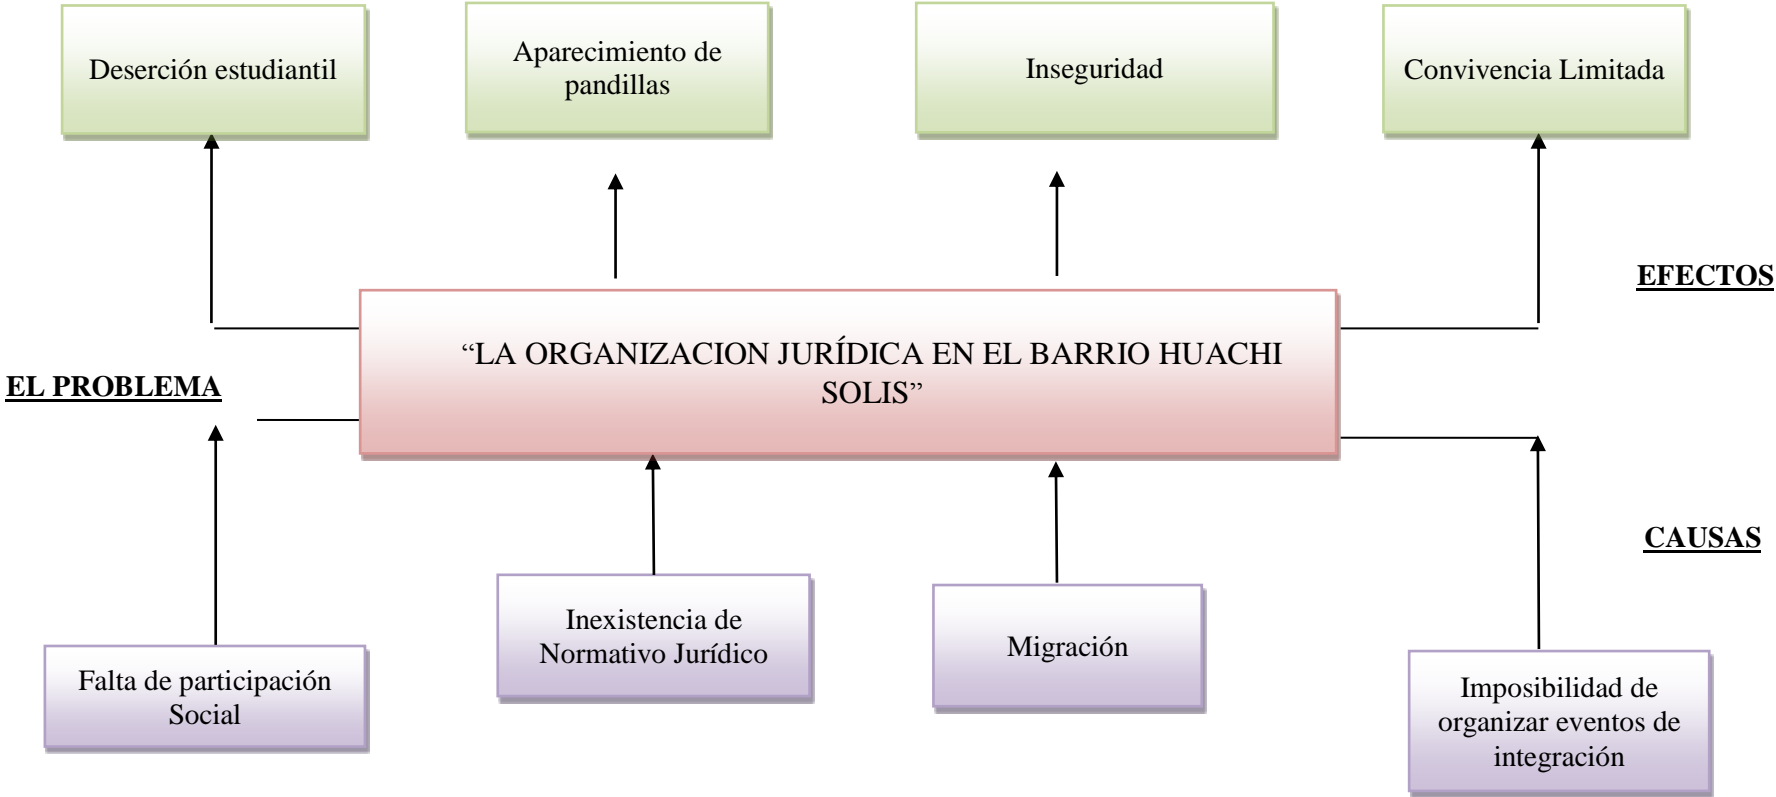 Deserción estudiantil
Aparecimiento de
pandillas
Inseguridad
Convivencia Limitada
EFECTOS
“LA ORGANIZACION JURÍDICA EN EL BARRIO HUACHI
SOLIS”
EL PROBLEMA
CAUSAS
Falta de participación
Social
Inexistencia de
Normativo Jurídico
Migración
Imposibilidad de
organizar eventos de
integración